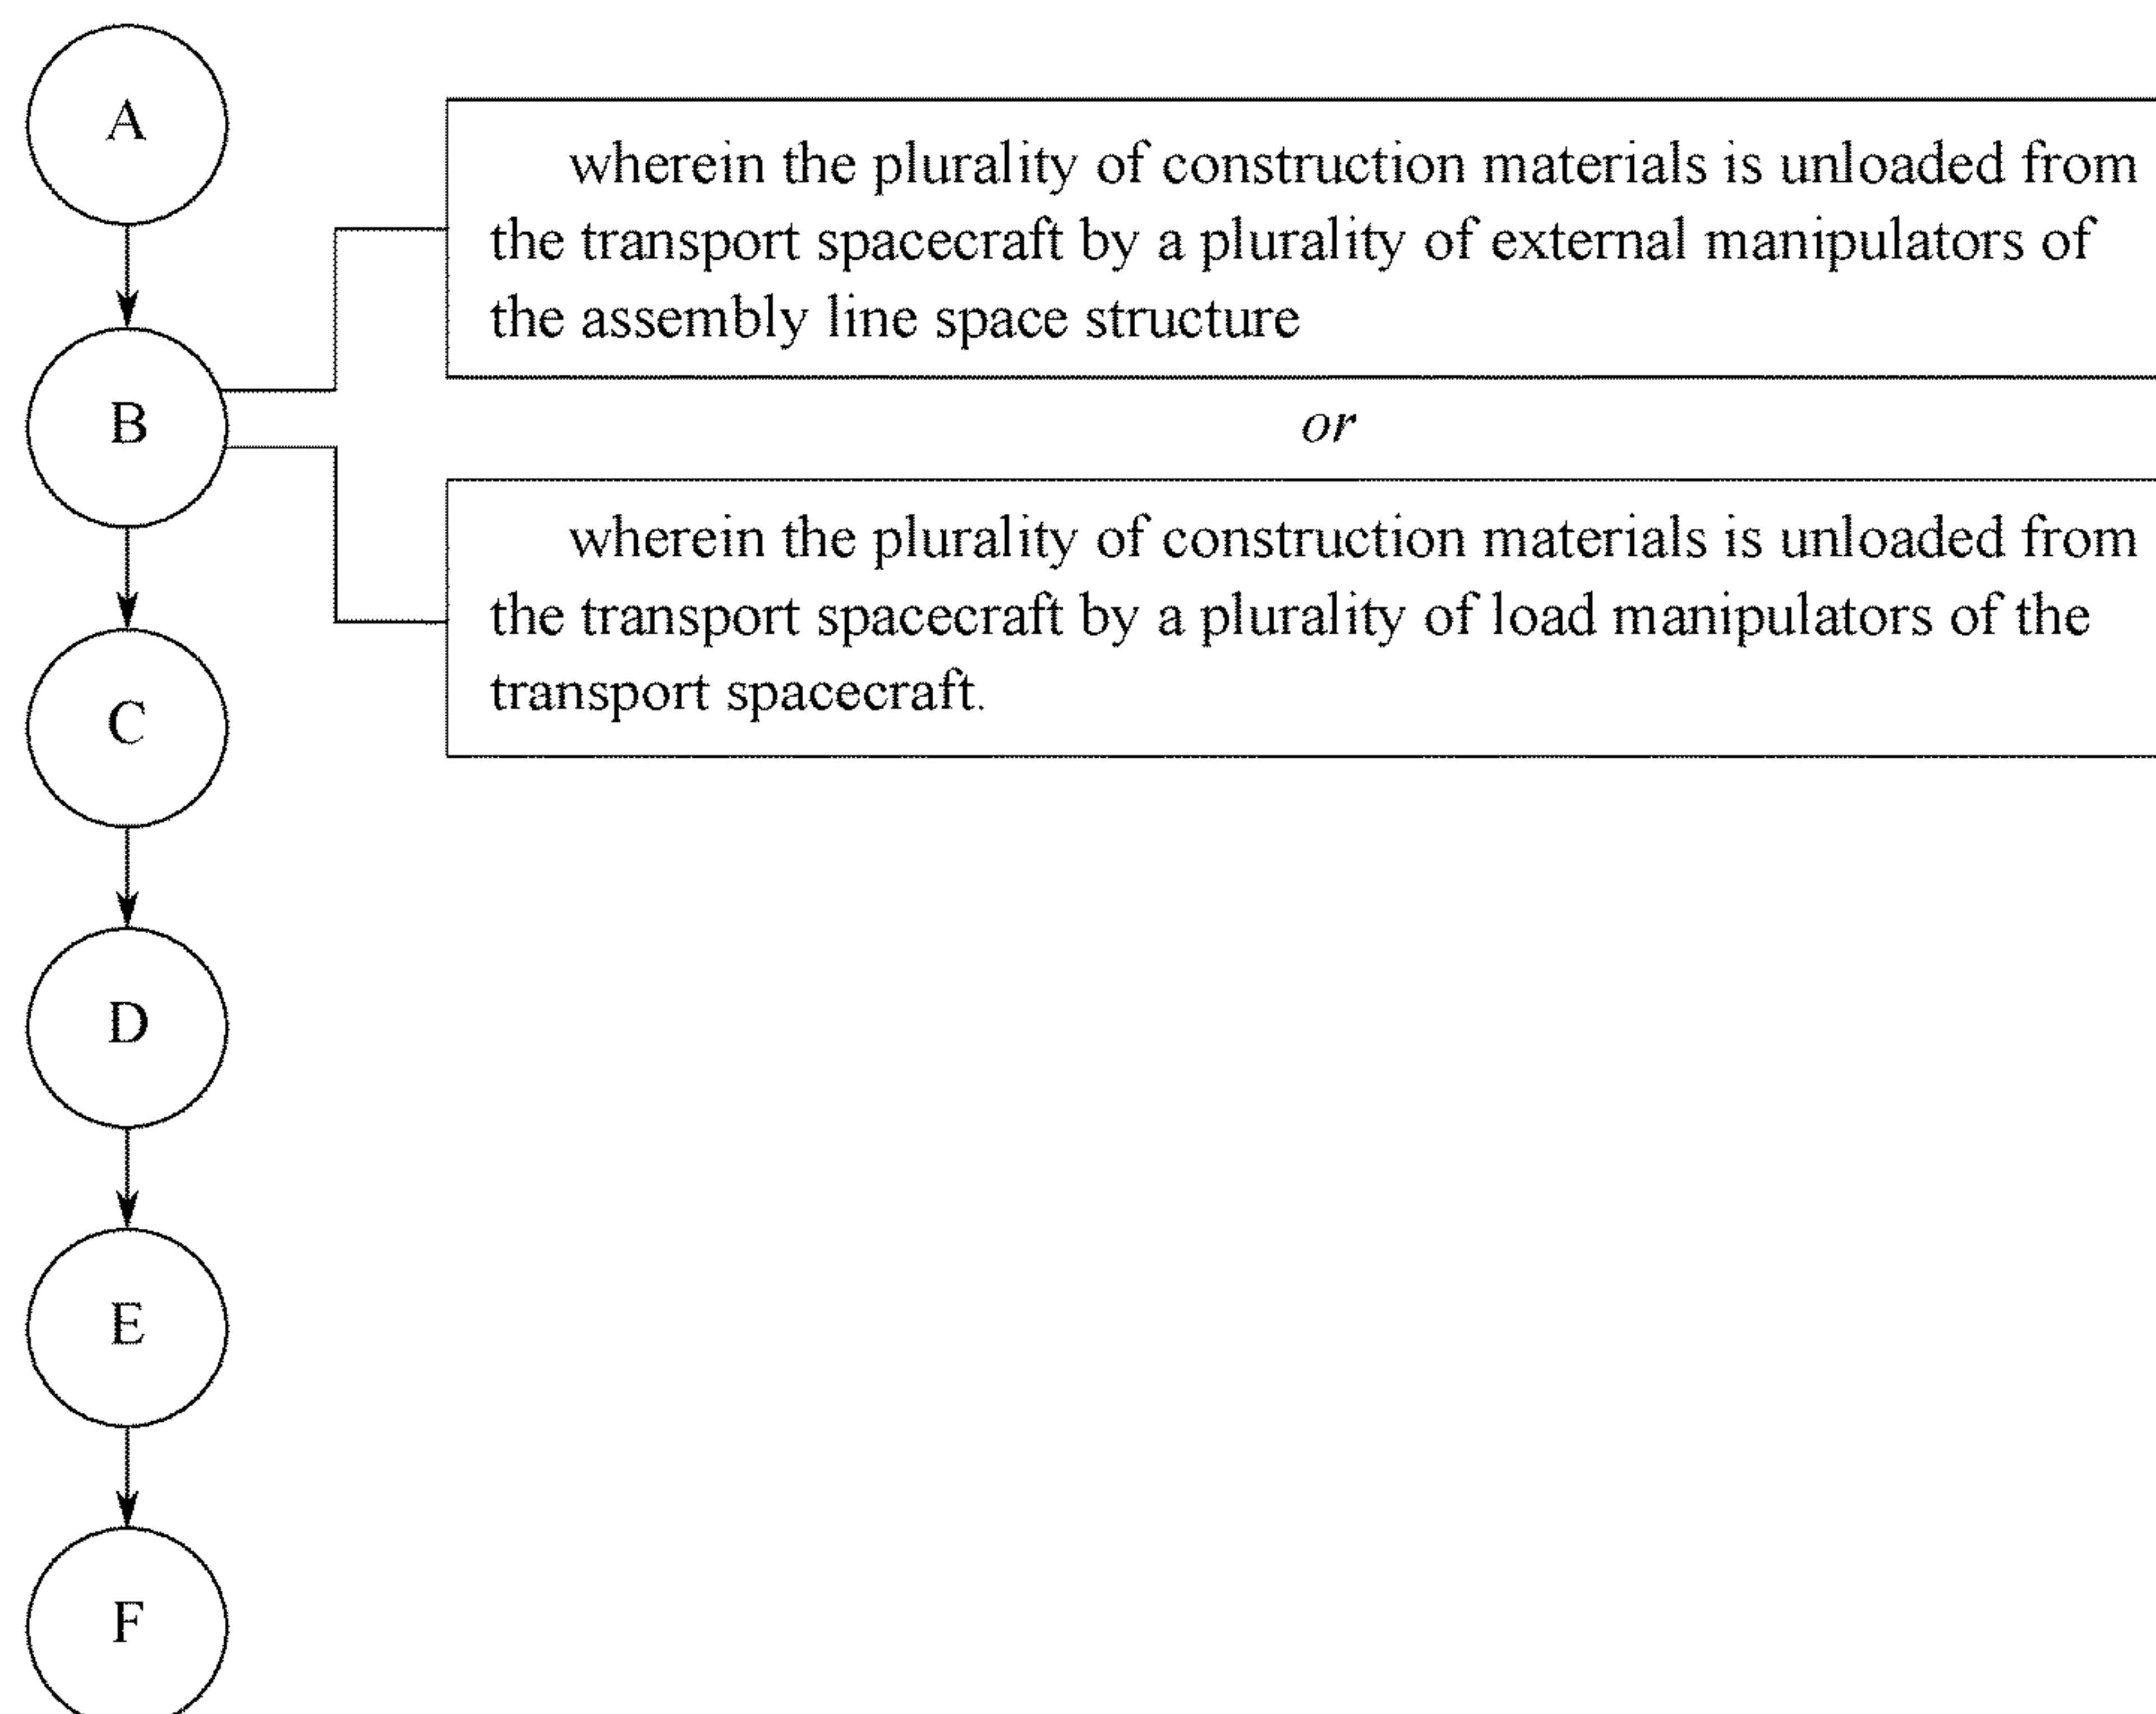 A
wherein the plurality of construction materials is unloaded from
the transport spacecraft by a plurality of external manipulators of
the assembly line space structure
B
or
wherein the plurality of construction materials is unloaded from
the transport spacecraft by a plurality of load manipulators of the
transport spacecraft.
C
D
E
F